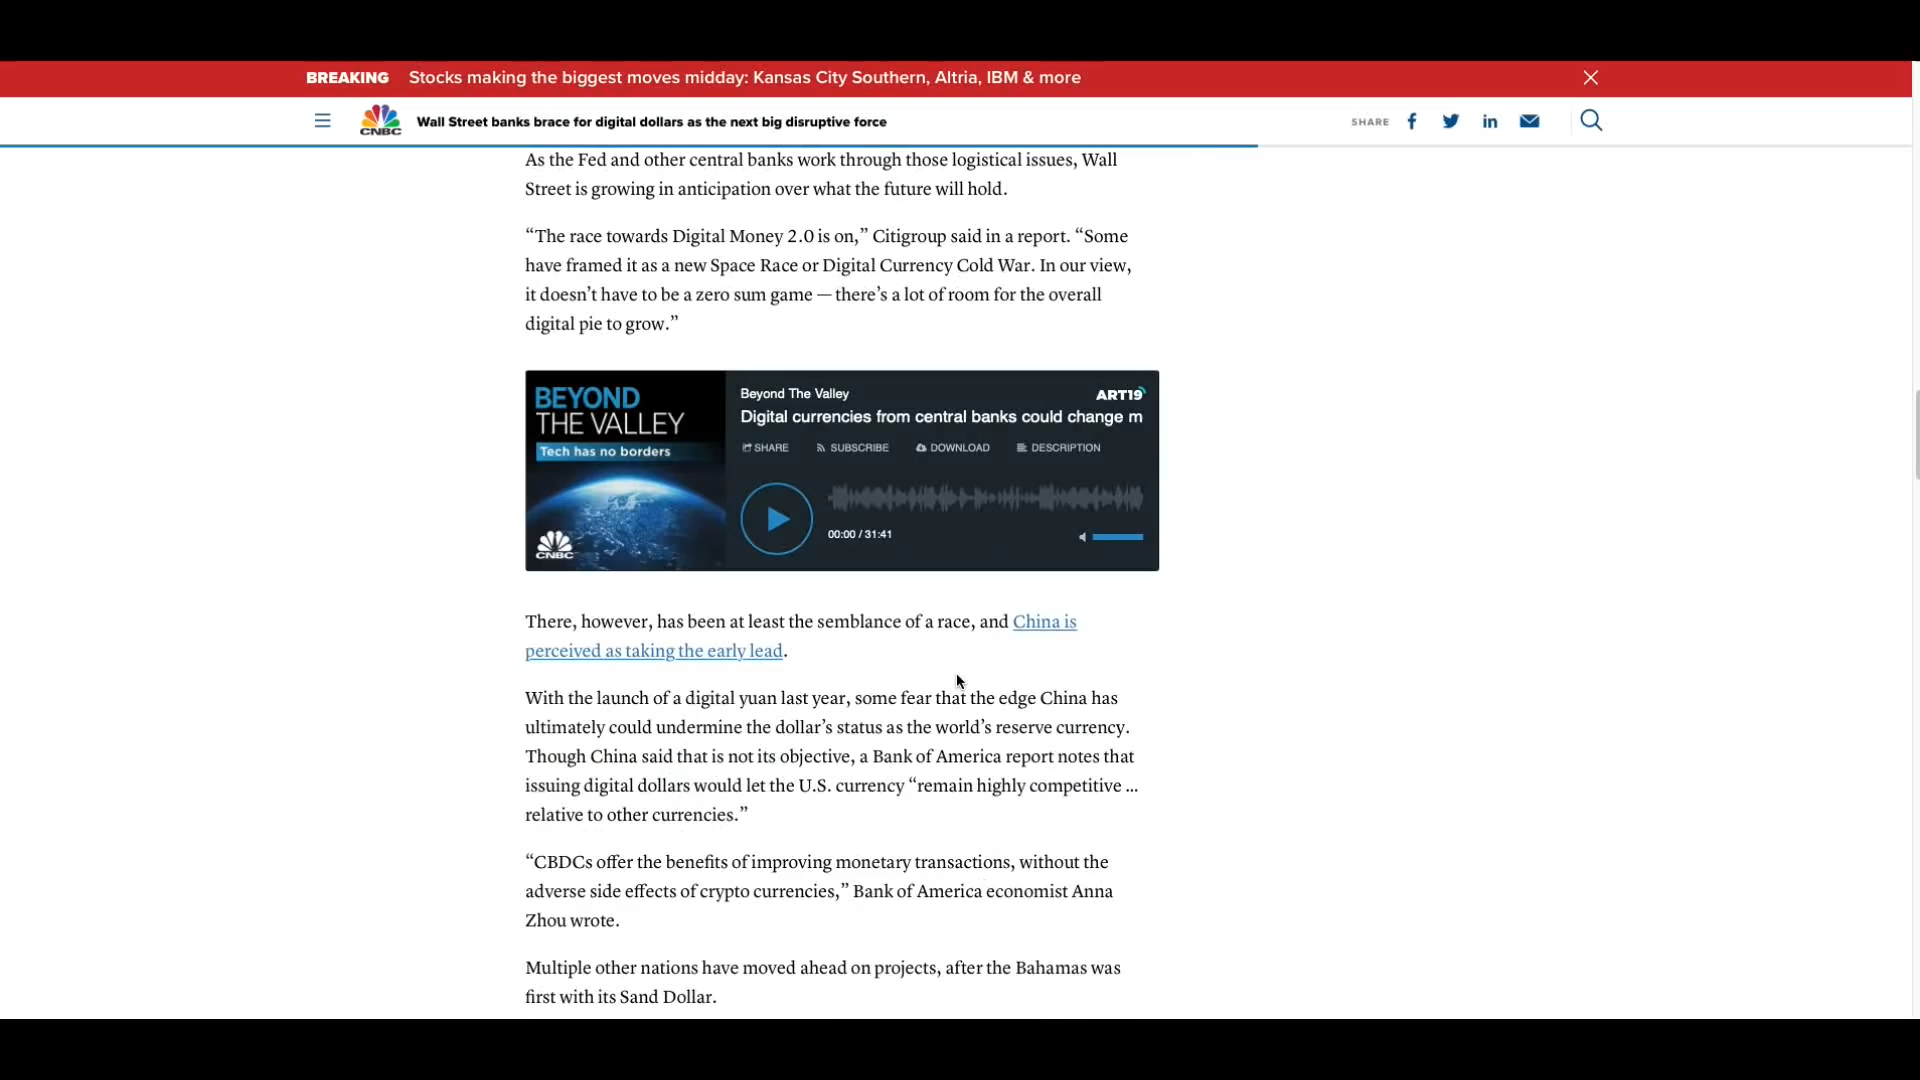 BREAKING Stocks making the biggest moves midday: Kansas City Southern, Altria, IBM & more
CNBC Wall Street banks brace for digital dollars as the next big disruptive force SHARE
As the Fed and other central banks work through those logistical issues, Wall
Street is growing in anticipation over what the future will hold.
“The race towards Digital Money 2.0 is on,” Citigroup said in a report. “Some
have framed it as a new Space Race or Digital Currency Cold War. In our view,
it doesn’t have to be a zero sum game — there’s a lot of room for the overall
digital pie to grow.”
BEYOND
THE VALLEY
Tech has no borders
CNBC
Beyond The Valley ART19
Digital currencies from central banks could change m
SHARE SUBSCRIBE DOWNLOAD DESCRIPTION
00:00 / 31:41
There, however, has been at least the semblance of a race, and China is
perceived as taking the early lead.
With the launch of a digital yuan last year, some fear that the edge China has
ultimately could undermine the dollar’s status as the world’s reserve currency.
Though China said that is not its objective, a Bank of America report notes that
issuing digital dollars would let the U.S. currency “remain highly competitive ...
relative to other currencies.”
“CBDCs offer the benefits of improving monetary transactions, without the
adverse side effects of crypto currencies,” Bank of America economist Anna
Zhou wrote.
Multiple other nations have moved ahead on projects, after the Bahamas was
first with its Sand Dollar.